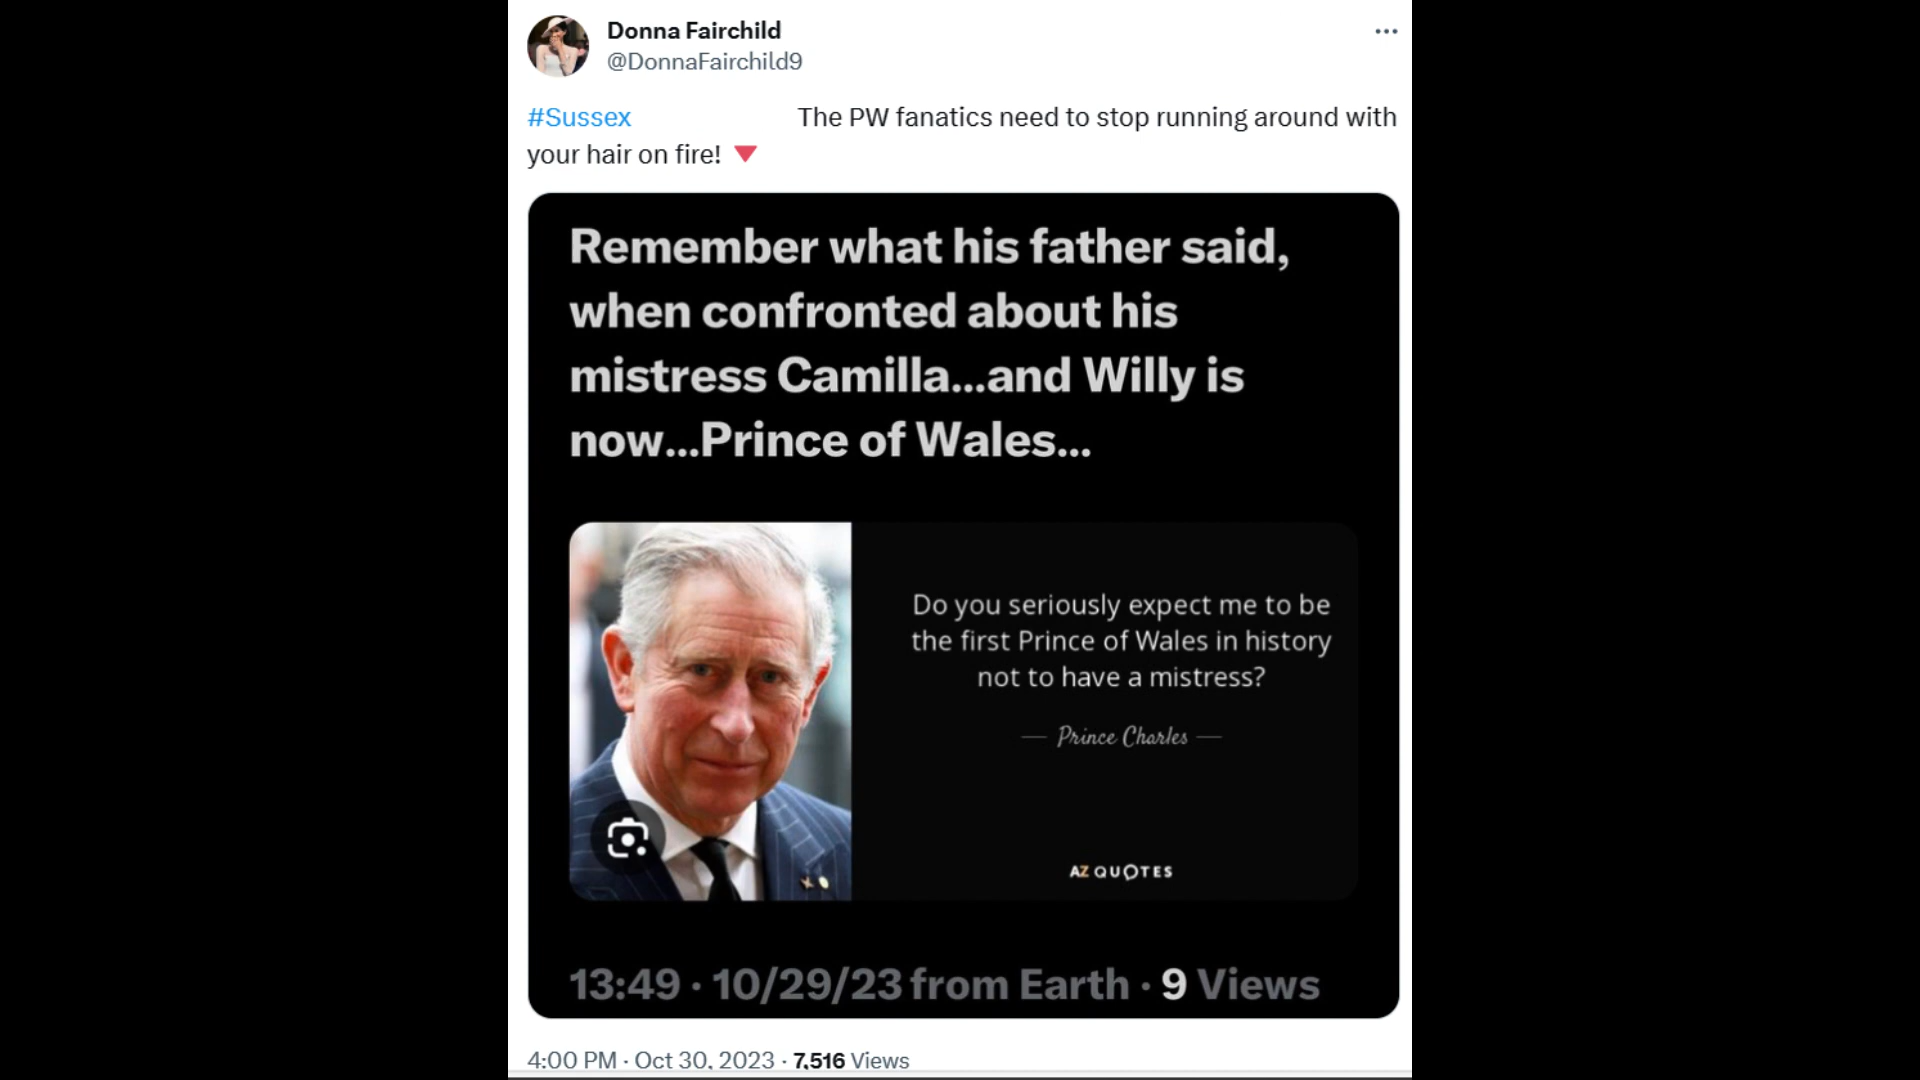 Donna Fairchild
@DonnaFairchild9
#Sussex The PW fanatics need to stop running around with
your hair on fire!
Remember what his father said,
when confronted about his
mistress Camilla...and Willy is
now...Prince of Wales...
Do you seriously expect me to be
the first Prince of Wales in history
not to have a mistress?
— Prince Charles —
AZ QUOTES
13:49 · 10/29/23 from Earth · 9 Views
4:00 PM · Oct 30, 2023 · 7,516 Views